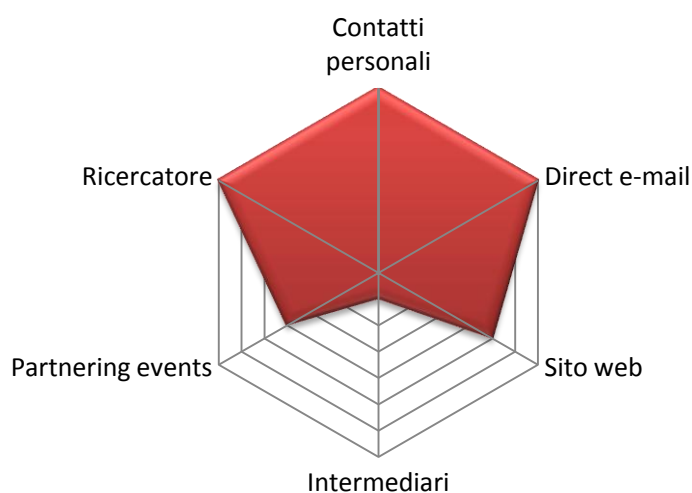 Contatti
personali
Ricercatore
Direct e-mail
Partnering events
Sito web
Intermediari